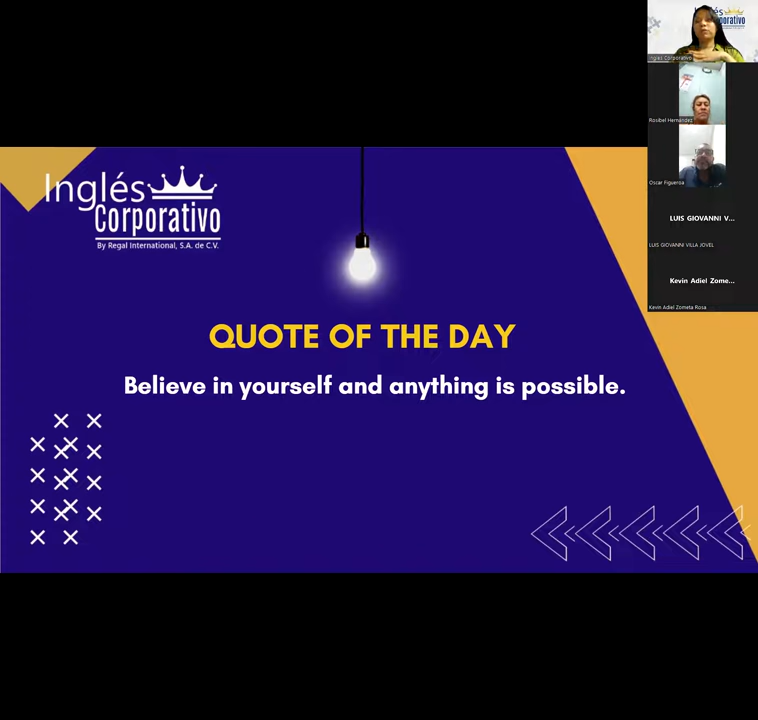 Inglés
Corporativo
By Regal International, S.A. de C.V.
QUOTE OF THE DAY
Believe in yourself and anything is possible.
Inglés Corporativo
Rosibel Hernández
Oscar Figueroa
LUIS GIOVANNI V...
LUIS GIOVANNI VILLA JOVEL
Kevin Adiel Zome...
Kevin Adiel Zometa Rosa